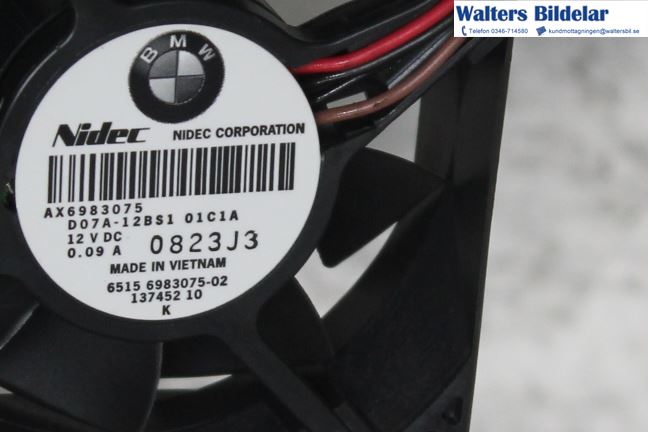 Walters Bildelar
Telefon 0346-714580 kundmottagningen@waltersbil.se
BMW
Nidec NIDEC CORPORATION
AX6983075
D07A-12BS1 01C1A
12 V DC
0.09 A 0823J3
MADE IN VIETNAM
6515 6983075-02
137452 10
K